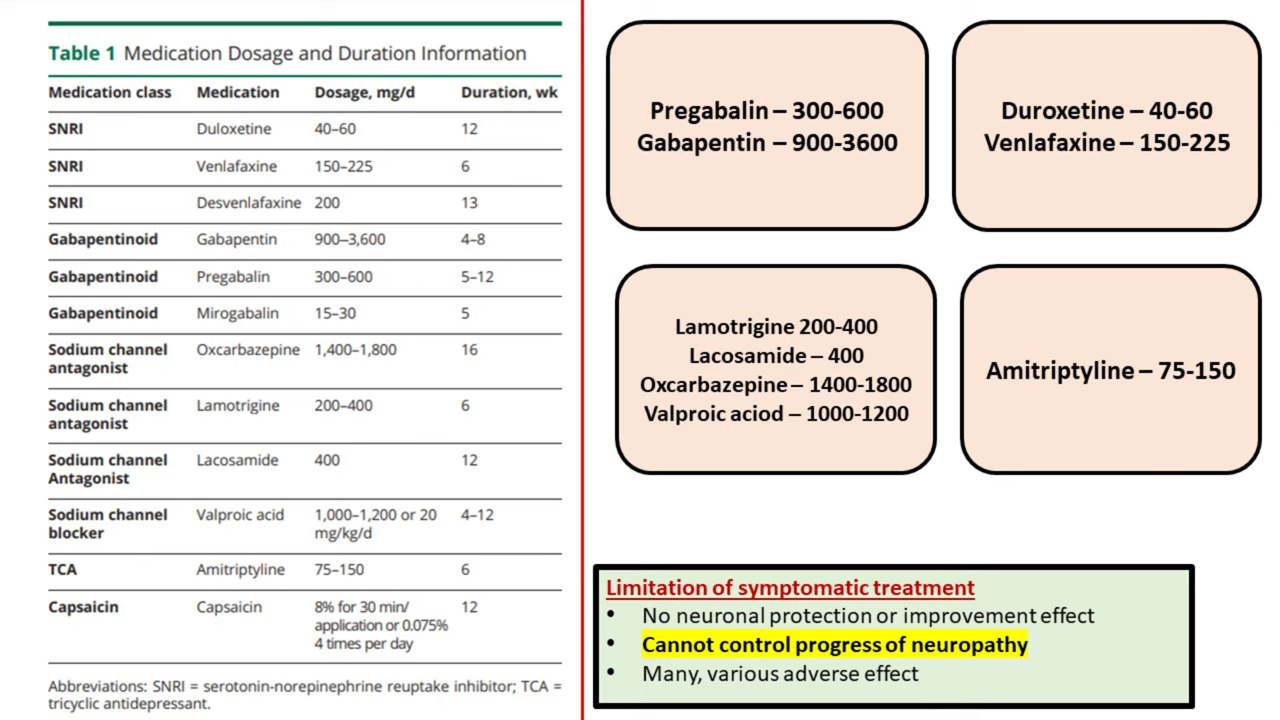 Table 1 Medication Dosage and Duration Information
Medication class Medication Dosage, mg/d Duration, wk
SNRI Duloxetine 40–60 12
SNRI Venlafaxine 150–225 6
SNRI Desvenlafaxine 200 13
Gabapentinoid Gabapentin 900–3,600 4–8
Gabapentinoid Pregabalin 300–600 5–12
Gabapentinoid Mirogabalin 15–30 5
Sodium channel Oxcarbazepine 1,400–1,800 16
antagonist
Sodium channel Lamotrigine 200–400 6
antagonist
Sodium channel Lacosamide 400 12
Antagonist
Sodium channel Valproic acid 1,000–1,200 or 20 4–12
blocker mg/kg/d
TCA Amitriptyline 75–150 6
Capsaicin Capsaicin 8% for 30 min/ 12
application or 0.075%
4 times per day
Abbreviations: SNRI = serotonin-norepinephrine reuptake inhibitor; TCA =
tricyclic antidepressant.
Pregabalin – 300-600
Gabapentin – 900-3600
Duroxetine – 40-60
Venlafaxine – 150-225
Lamotrigine 200-400
Lacosamide – 400
Oxcarbazepine – 1400-1800
Valproic aciod – 1000-1200
Amitriptyline – 75-150
Limitation of symptomatic treatment
• No neuronal protection or improvement effect
• Cannot control progress of neuropathy
• Many, various adverse effect